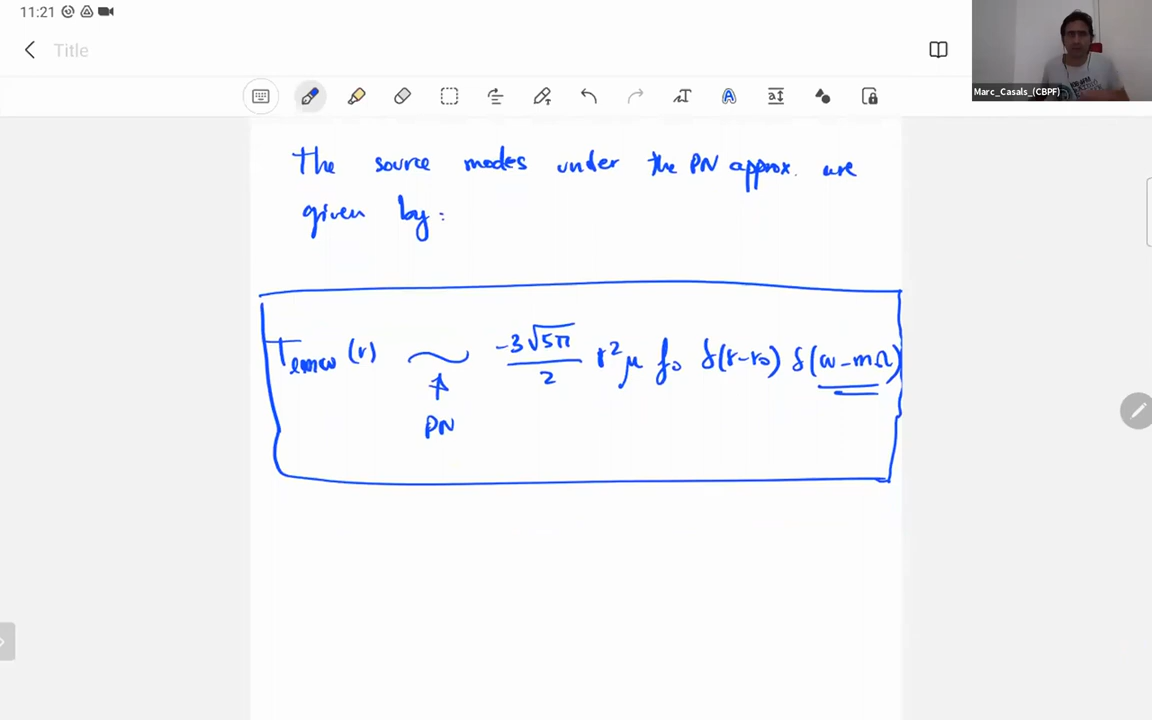 11:21
Title
Marc_Casals_(CBPF)
The source modes under the PN approx. are
given by:
Tℓmω (r) ~ -3√5π/2 r²μ f₀ δ(r-r₀) δ(ω-mΩ)
↑
PN